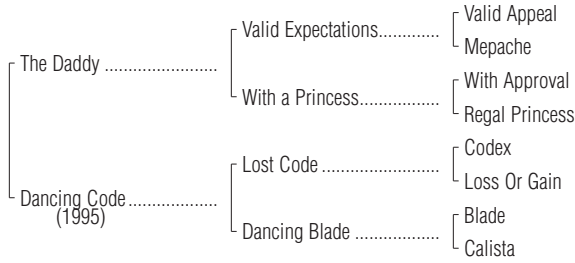 Valid Appeal
Valid Expectations.............
Mepache
The Daddy .......................
With Approval
With a Princess.................
Regal Princess
Codex
Lost Code ........................
Loss Or Gain
Dancing Code...................
(1995)
Blade
Dancing Blade .................
Calista